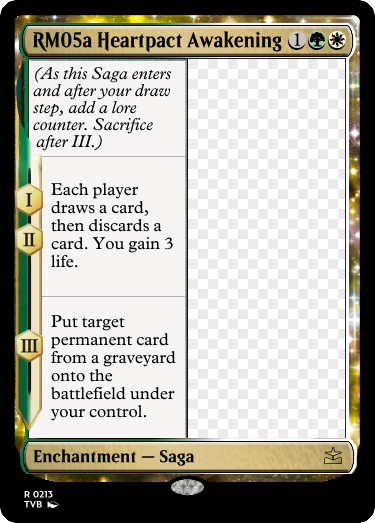 RM05a Heartpact Awakening 1
(As this Saga enters
and after your draw
step, add a lore
counter. Sacrifice
after III.)
I
II
Each player
draws a card,
then discards a
card. You gain 3
life.
III
Put target
permanent card
from a graveyard
onto the
battlefield under
your control.
Enchantment — Saga
R 0213
TVB